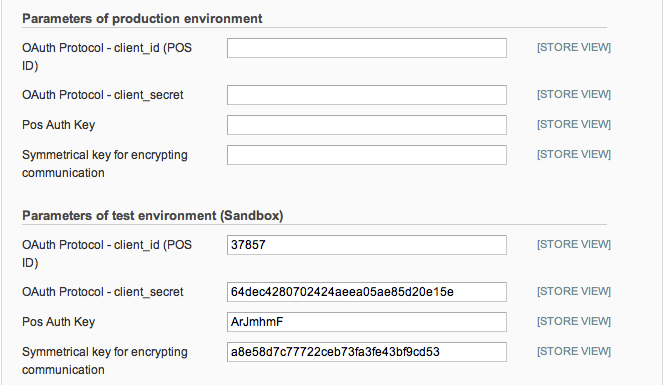 Parameters of production environment
OAuth Protocol - client_id (POS ID) [STORE VIEW]
OAuth Protocol - client_secret [STORE VIEW]
Pos Auth Key [STORE VIEW]
Symmetrical key for encrypting communication [STORE VIEW]
Parameters of test environment (Sandbox)
OAuth Protocol - client_id (POS ID) 37857 [STORE VIEW]
OAuth Protocol - client_secret 64dec4280702424aeea05ae85d20e15e [STORE VIEW]
Pos Auth Key ArJmhmF [STORE VIEW]
Symmetrical key for encrypting communication a8e58d7c77722ceb73fa3fe43bf9cd53 [STORE VIEW]